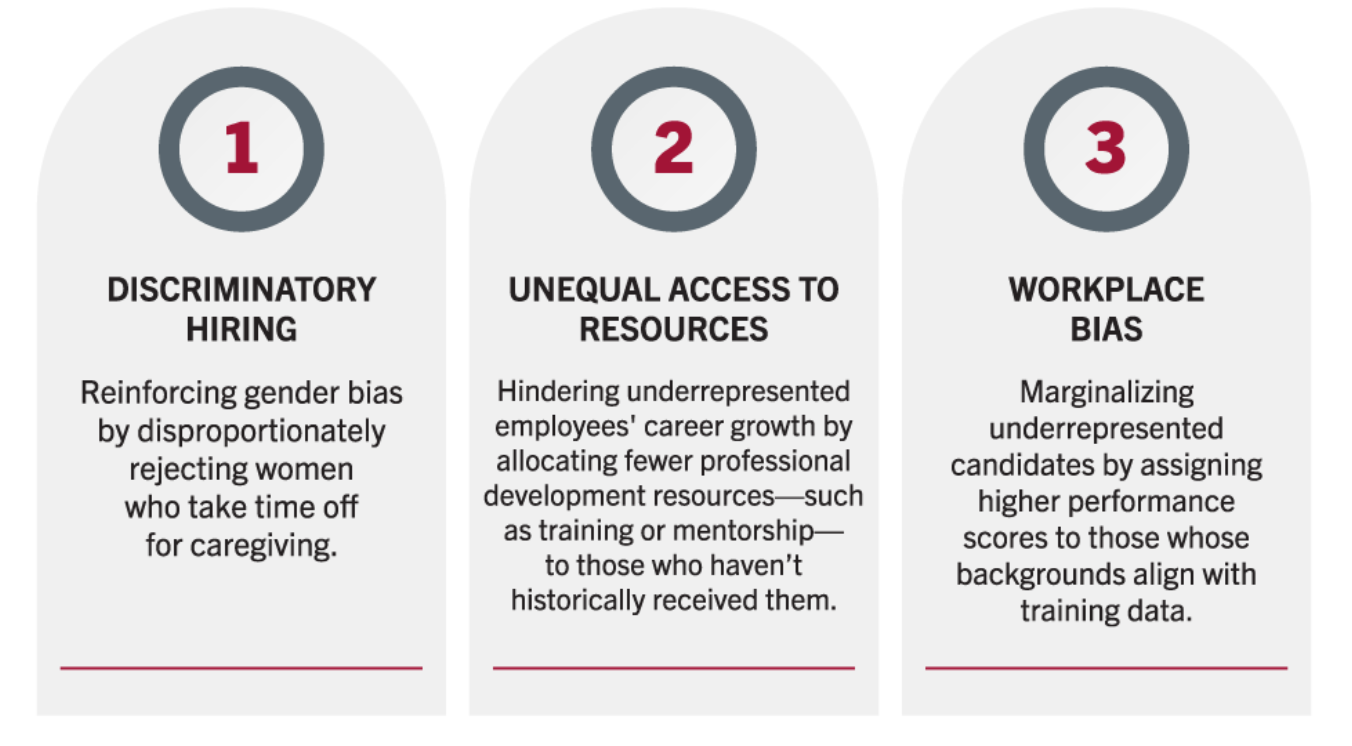 1
DISCRIMINATORY
HIRING
Reinforcing gender bias
by disproportionately
rejecting women
who take time off
for caregiving.
2
UNEQUAL ACCESS TO
RESOURCES
Hindering underrepresented
employees' career growth by
allocating fewer professional
development resources—such
as training or mentorship—
to those who haven’t
historically received them.
3
WORKPLACE
BIAS
Marginalizing
underrepresented
candidates by assigning
higher performance
scores to those whose
backgrounds align with
training data.